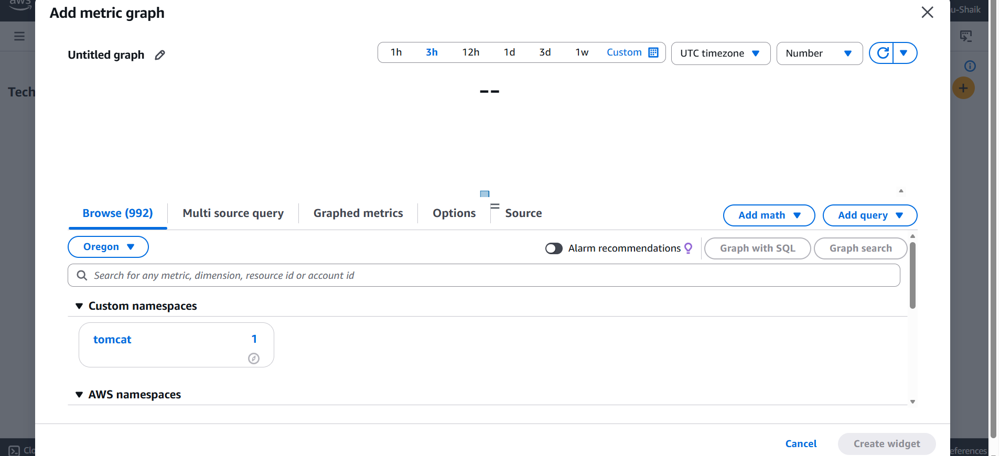 aws
Add metric graph
u-Shaik
Untitled graph
1h 3h 12h 1d 3d 1w Custom
UTC timezone
Number
Tech
--
Browse (992)
Multi source query
Graphed metrics
Options
Source
Add math
Add query
Oregon
Alarm recommendations
Graph with SQL
Graph search
Search for any metric, dimension, resource id or account id
Custom namespaces
tomcat 1
AWS namespaces
Cancel
Create widget
Clo
eferences